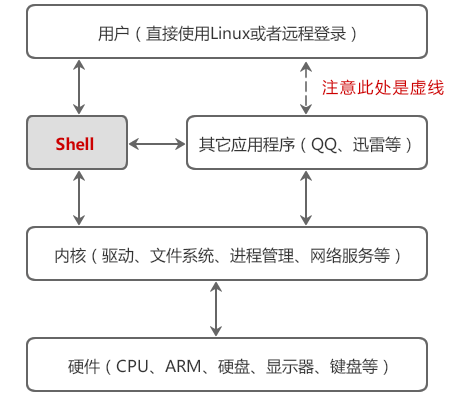 用户（直接使用Linux或者远程登录）
注意此处是虚线
Shell
其它应用程序（QQ、迅雷等）
内核（驱动、文件系统、进程管理、网络服务等）
硬件（CPU、ARM、硬盘、显示器、键盘等）